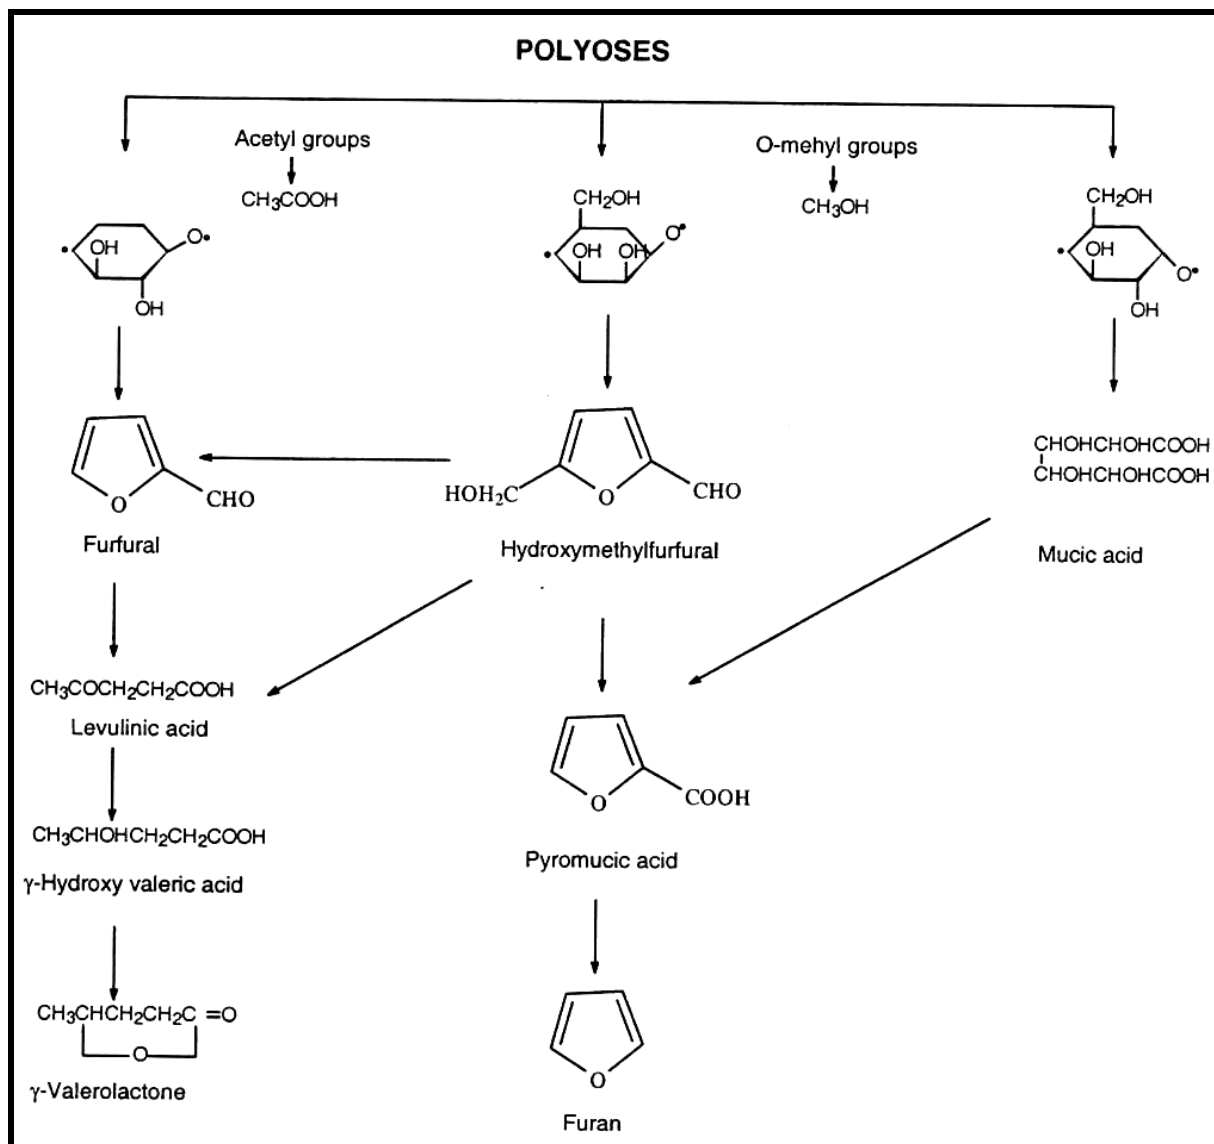 POLYOSES
Acetyl groups
O-mehyl groups
CH₃COOH
CH₃OH
OH
O•
OH
CH₂OH
OH
OH
O•
CH₂OH
OH
O•
OH
O
CHO
Furfural
HOH₂C
O
CHO
Hydroxymethylfurfural
CHOHCHOHCOOH
CHOHCHOHCOOH
Mucic acid
CH₃COCH₂CH₂COOH
Levulinic acid
O
COOH
Pyromucic acid
CH₃CHOHCH₂CH₂COOH
γ-Hydroxy valeric acid
CH₃CHCH₂CH₂C =O
O
γ-Valerolactone
O
Furan